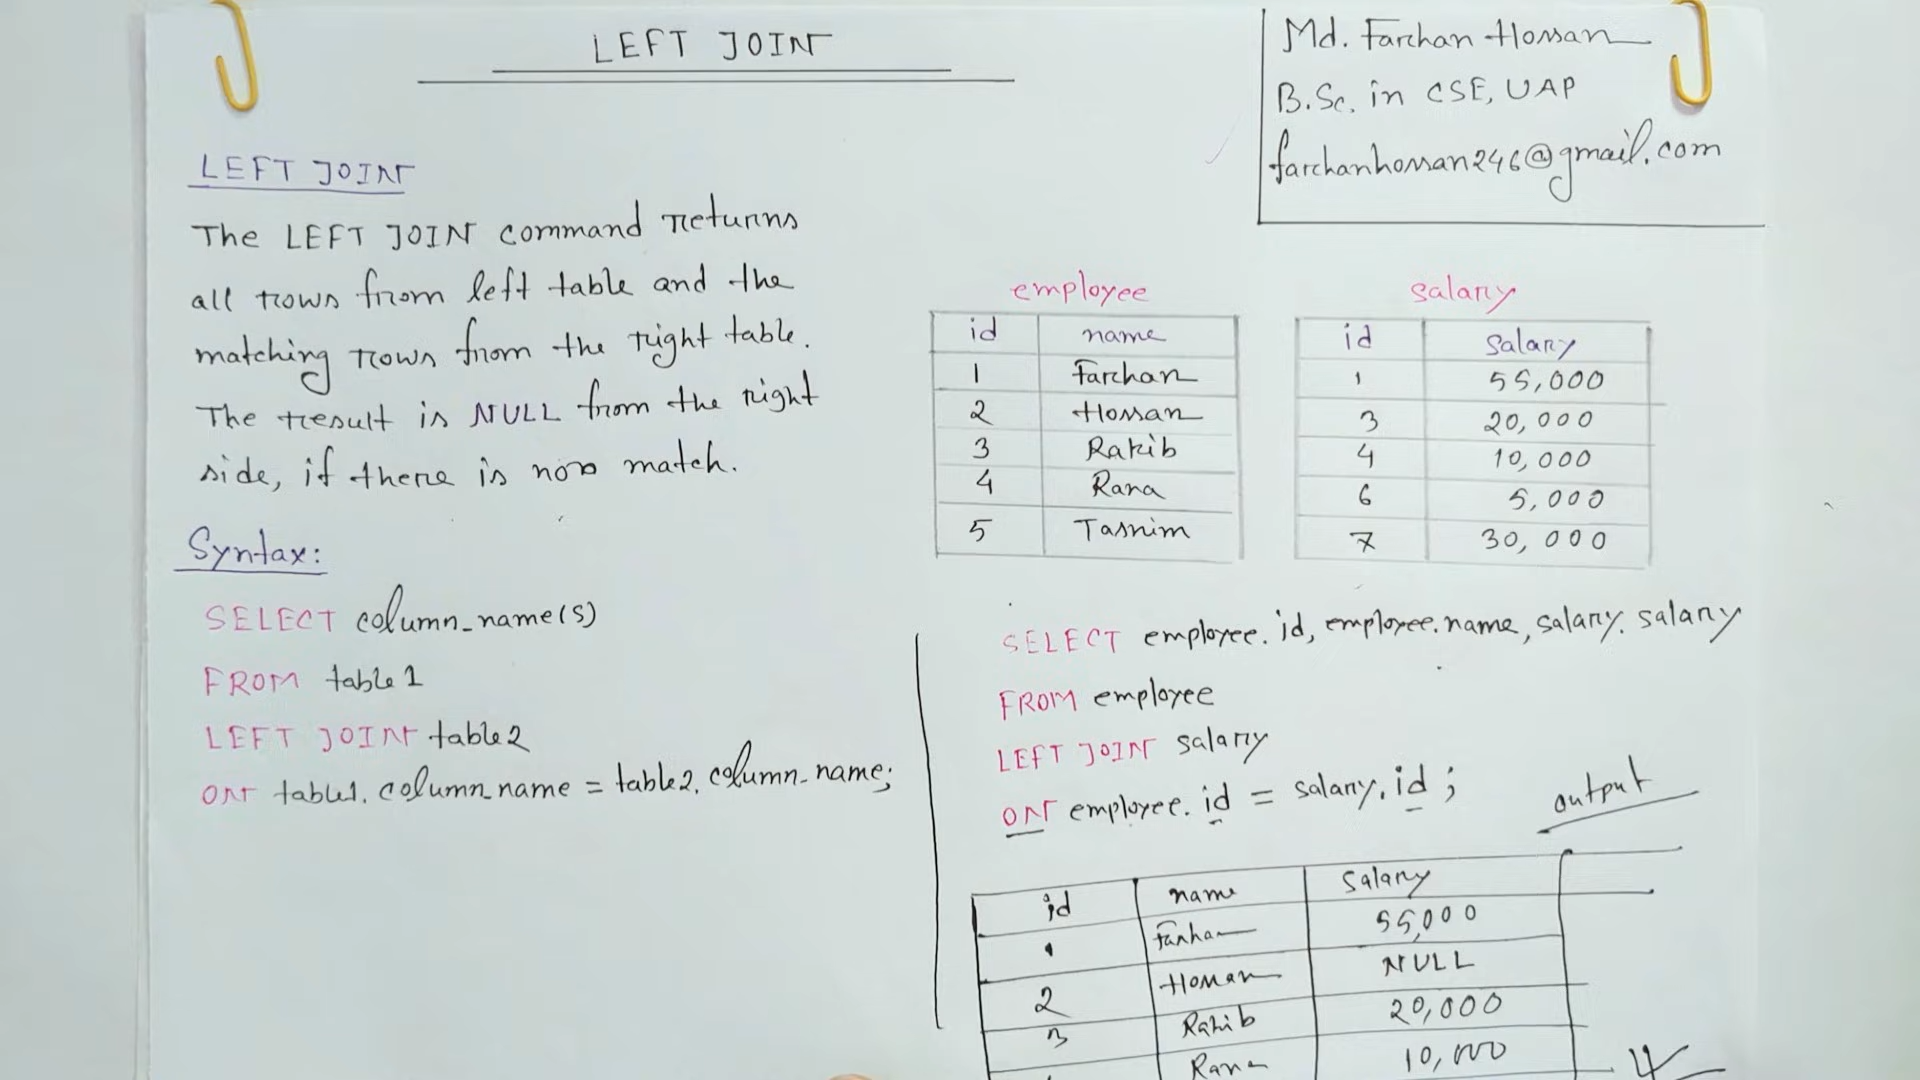 LEFT JOIN
Md. Farhan Hossan
B.Sc. in CSE, UAP
farhanhossan246@gmail.com
LEFT JOIN
The LEFT JOIN command returns
all rows from left table and the
matching rows from the right table.
The result is NULL from the right
side, if there is no match.
Syntax:
SELECT column_name(s)
FROM table1
LEFT JOIN table2
ON table1.column_name = table2.column_name;
employee
id name
1 Farhan
2 Hossan
3 Rakib
4 Rana
5 Tasnim
salary
id salary
1 55,000
3 20,000
4 10,000
6 5,000
7 30,000
SELECT employee.id, employee.name, salary.salary
FROM employee
LEFT JOIN salary
ON employee.id = salary.id;
output
id name salary
1 Farhan 55,000
2 Hossan NULL
3 Rakib 20,000
Rana 10,000